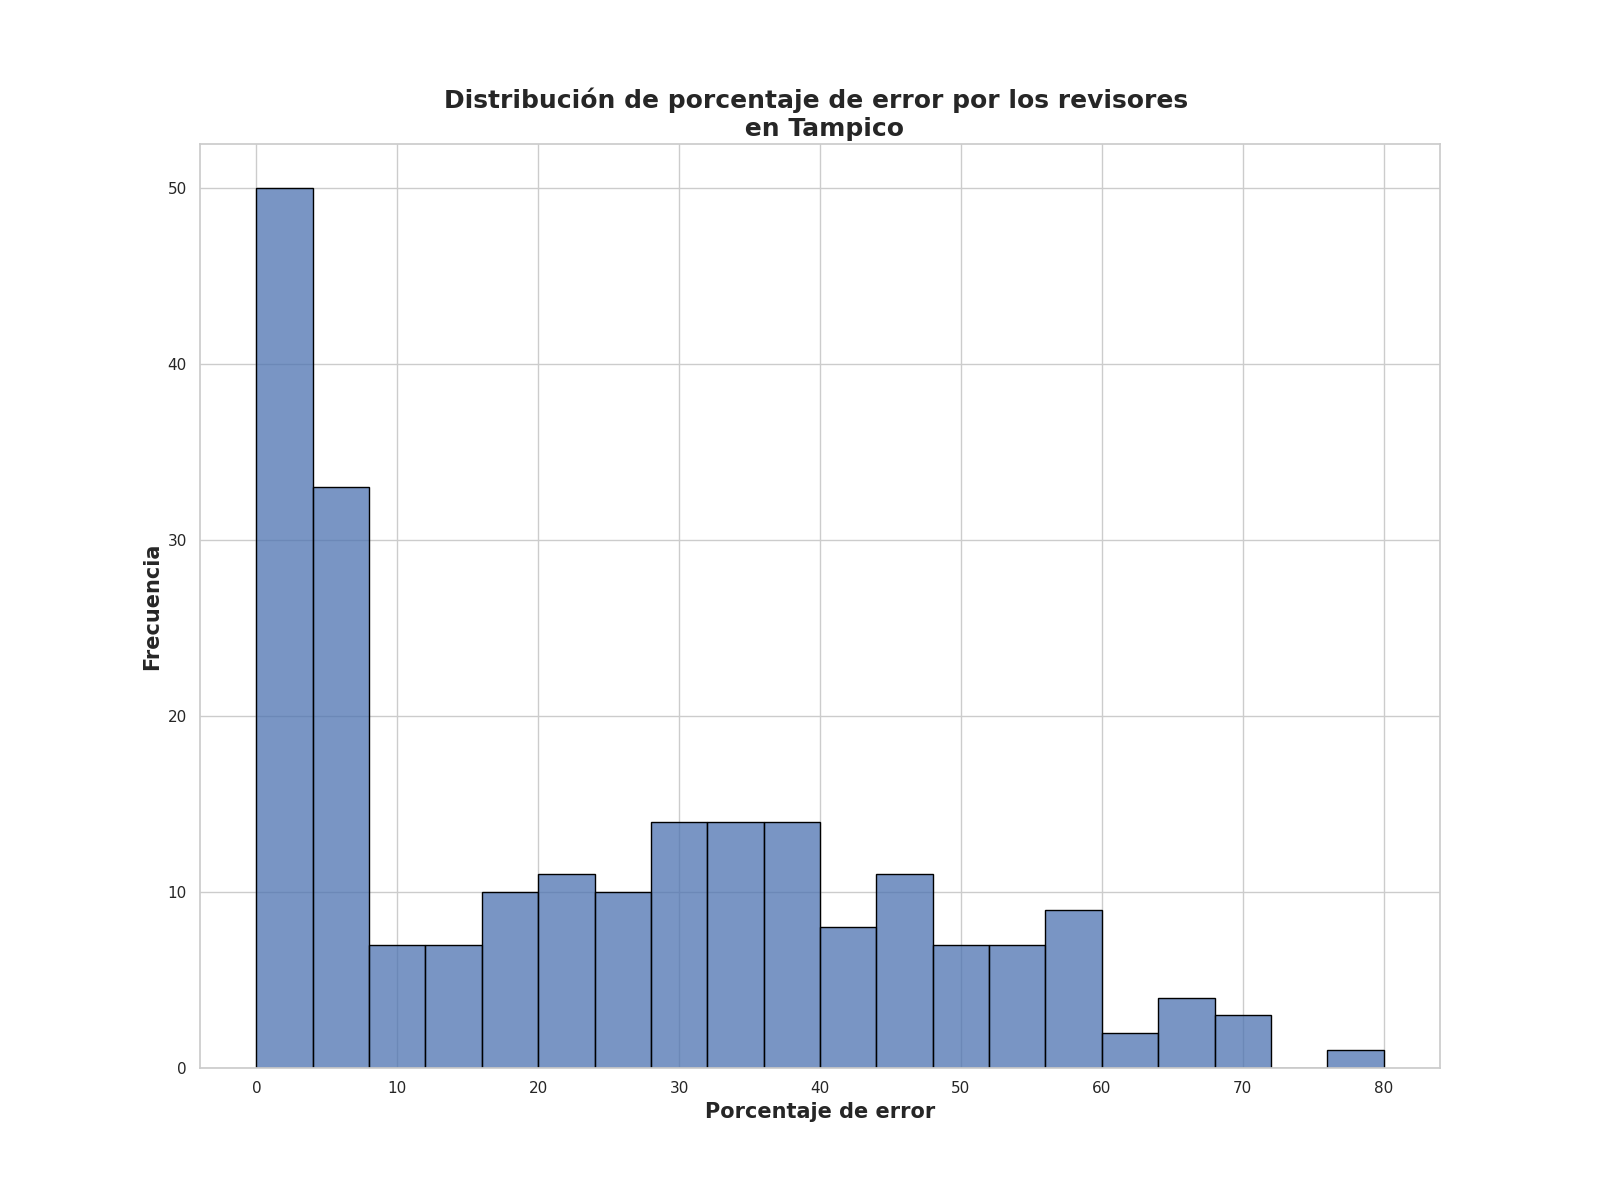 Distribución de porcentaje de error por los revisores
en Tampico
50
40
30
20
10
0
Frecuencia
0 10 20 30 40 50 60 70 80
Porcentaje de error